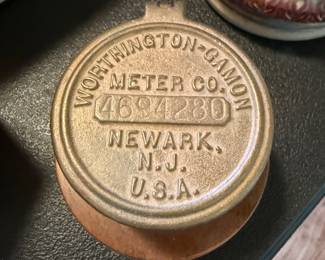 WORTHINGTON-GAMON
METER CO.
4694280
NEWARK,
N.J.
U.S.A.